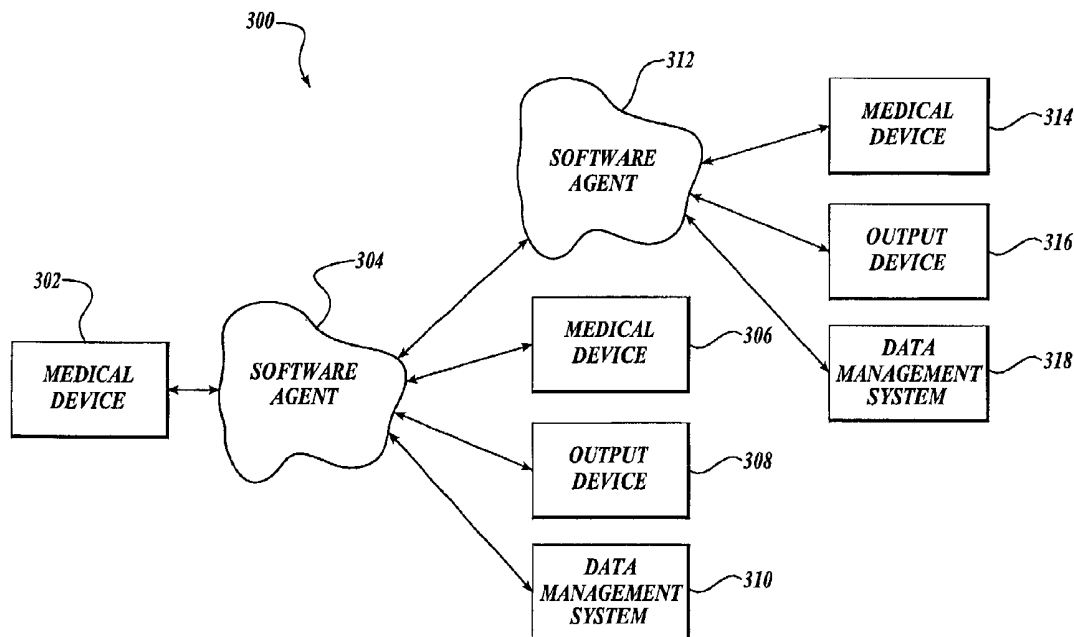 300
312
SOFTWARE
AGENT
MEDICAL
DEVICE
314
OUTPUT
DEVICE
316
DATA
MANAGEMENT
SYSTEM
318
302
MEDICAL
DEVICE
304
SOFTWARE
AGENT
MEDICAL
DEVICE
306
OUTPUT
DEVICE
308
DATA
MANAGEMENT
SYSTEM
310